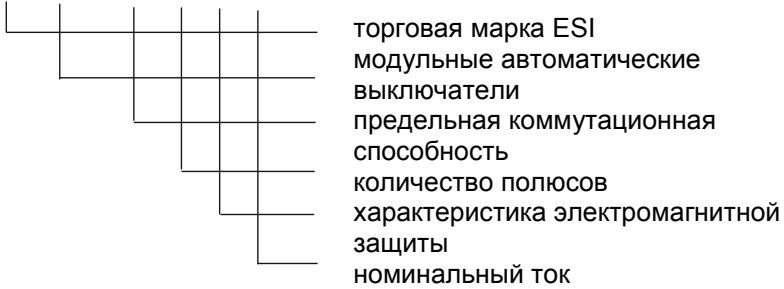 торговая марка ESI
модульные автоматические
выключатели
предельная коммутационная
способность
количество полюсов
характеристика электромагнитной
защиты
номинальный ток